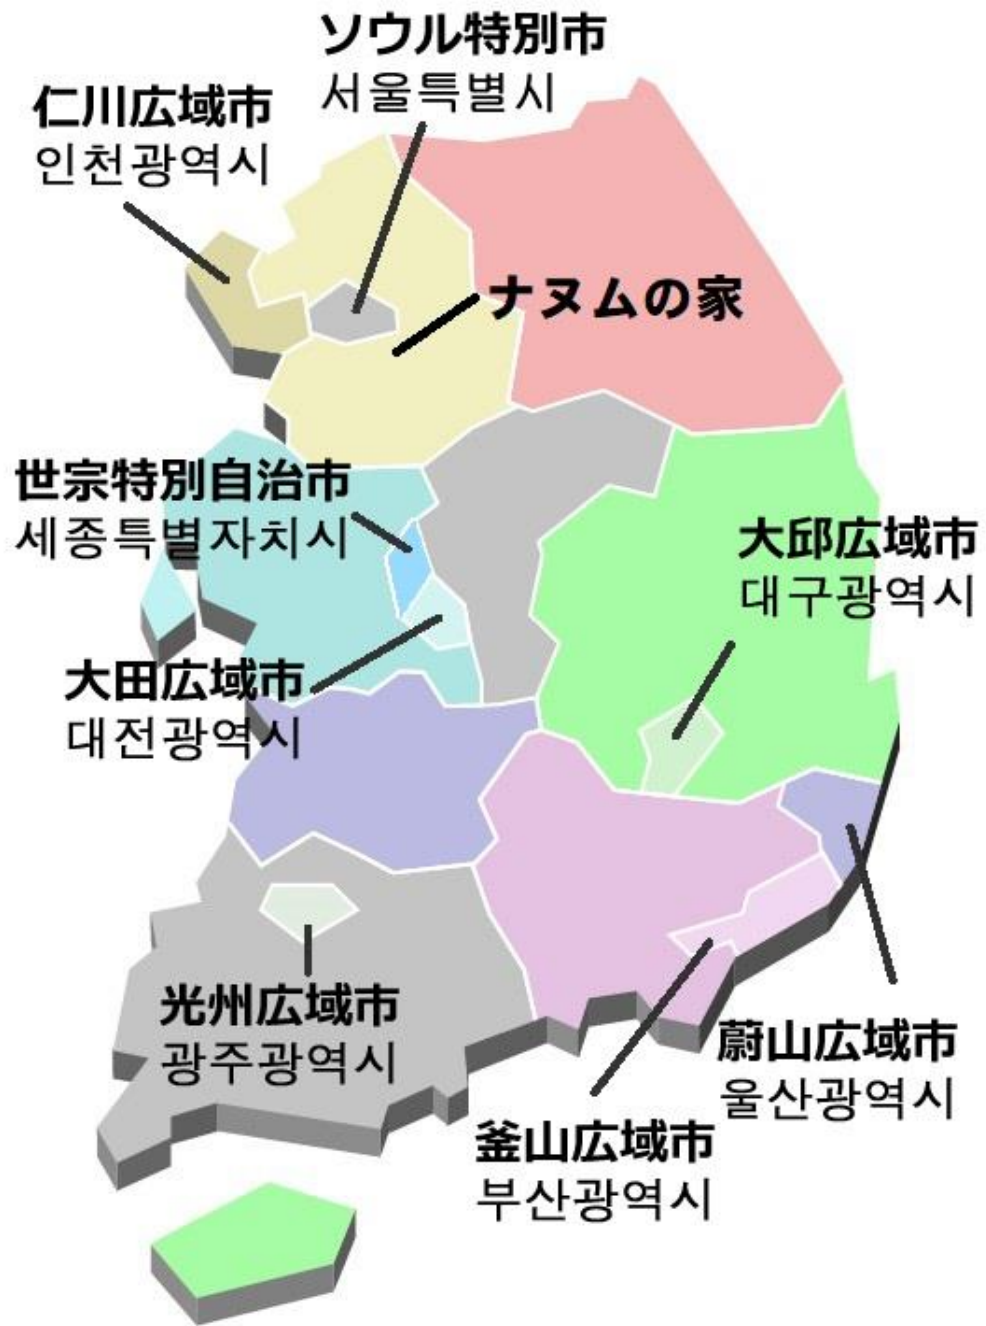 ソウル特別市
서울특별시
仁川広域市
인천광역시
ナヌムの家
世宗特別自治市
세종특별자치시
大邱広域市
대구광역시
大田広域市
대전광역시
光州広域市
광주광역시
蔚山広域市
울산광역시
釜山広域市
부산광역시